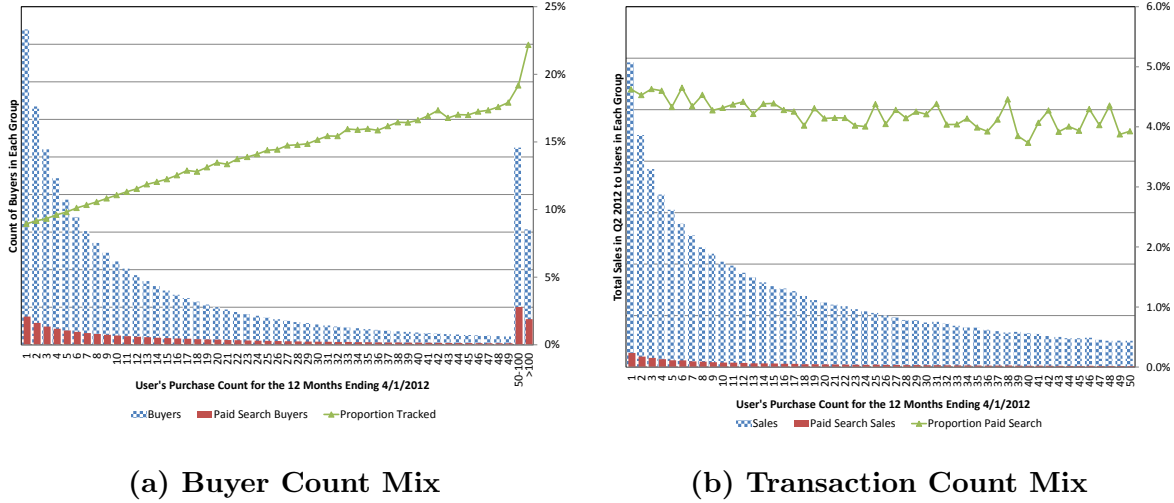 25%
20%
15%
10%
5%
0%
Count of Buyers in Each Group
1 2 3 4 5 6 7 8 9 10 11 12 13 14 15 16 17 18 19 20 21 22 23 24 25 26 27 28 29 30 31 32 33 34 35 36 37 38 39 40 41 42 43 44 45 46 47 48 49 50-100 >100
User's Purchase Count for the 12 Months Ending 4/1/2012
Buyers Paid Search Buyers Proportion Tracked
(a) Buyer Count Mix
6.0%
5.0%
4.0%
3.0%
2.0%
1.0%
0.0%
Total Sales in Q2 2012 to Users in Each Group
1 2 3 4 5 6 7 8 9 10 11 12 13 14 15 16 17 18 19 20 21 22 23 24 25 26 27 28 29 30 31 32 33 34 35 36 37 38 39 40 41 42 43 44 45 46 47 48 49 50
User's Purchase Count for the 12 Months Ending 4/1/2012
Sales Paid Search Sales Proportion Paid Search
(b) Transaction Count Mix